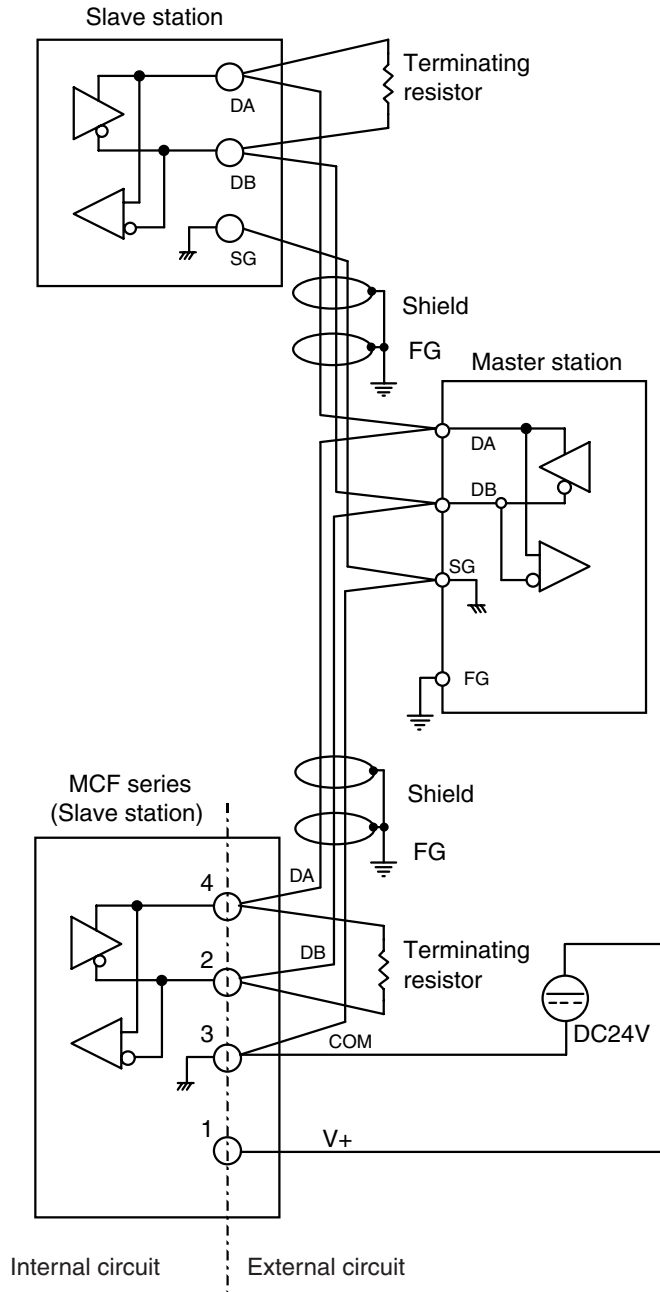 Slave station
DA
DB
SG
Terminating
resistor
Shield
FG
Master station
DA
DB
SG
FG
MCF series
(Slave station)
Shield
FG
4
DA
2
DB
Terminating
resistor
3
COM
DC24V
1
V+
Internal circuit
External circuit